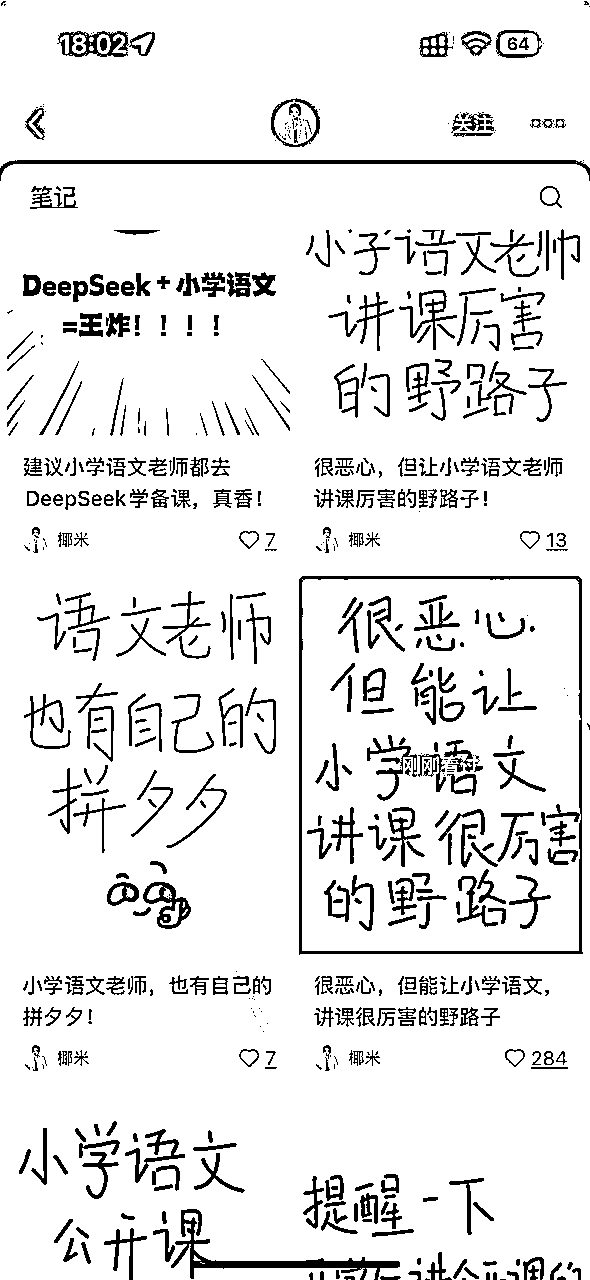 18:02
64
关注
笔记
DeepSeek+小学语文
=王炸！！！！
建议小学语文老师都去
DeepSeek学备课，真香！
椰米
7
小学语文老师
讲课厉害
的野路子
很恶心，但让小学语文老师
讲课厉害的野路子！
椰米
13
语文老师
也有自己的
拼夕夕
小学语文老师，也有自己的
拼夕夕！
椰米
7
很恶心
但能让
小学语文
刚刚看过
讲课很厉害
的野路子
很恶心，但能让小学语文，
讲课很厉害的野路子
椰米
284
小学语文
公开课
提醒一下